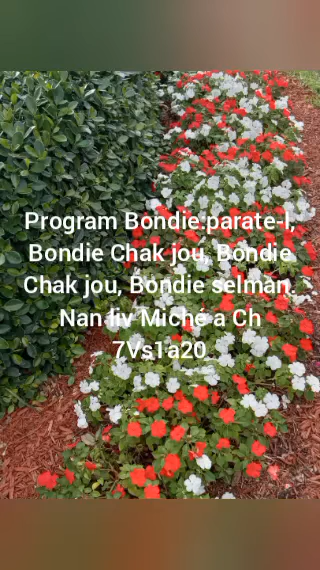 Program Bondie:parate-l,
Bondie Chak jou, Bondie
Chak jou, Bondie selman,
Nan liv Miché a Ch
7Vs1a20